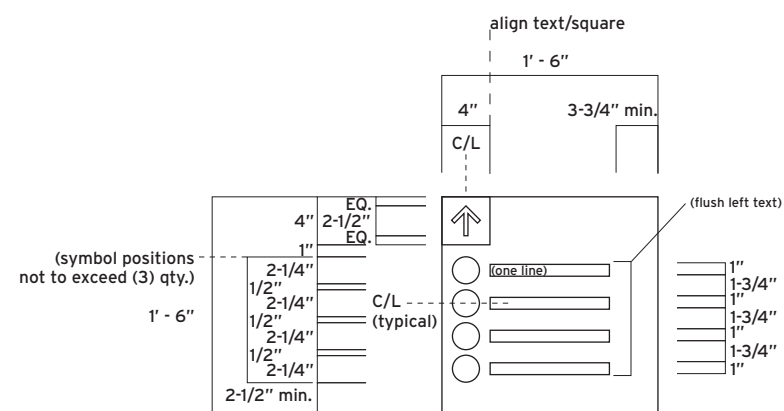 align text/square
1' - 6"
4"
3-3/4" min.
C/L
EQ.
4"
2-1/2"
EQ.
1"
(flush left text)
(symbol positions
not to exceed (3) qty.)
2-1/4"
1/2"
2-1/4"
1/2"
2-1/4"
1/2"
2-1/4"
2-1/2" min.
1' - 6"
C/L
(typical)
(one line)
1"
1-3/4"
1"
1-3/4"
1"
1-3/4"
1"